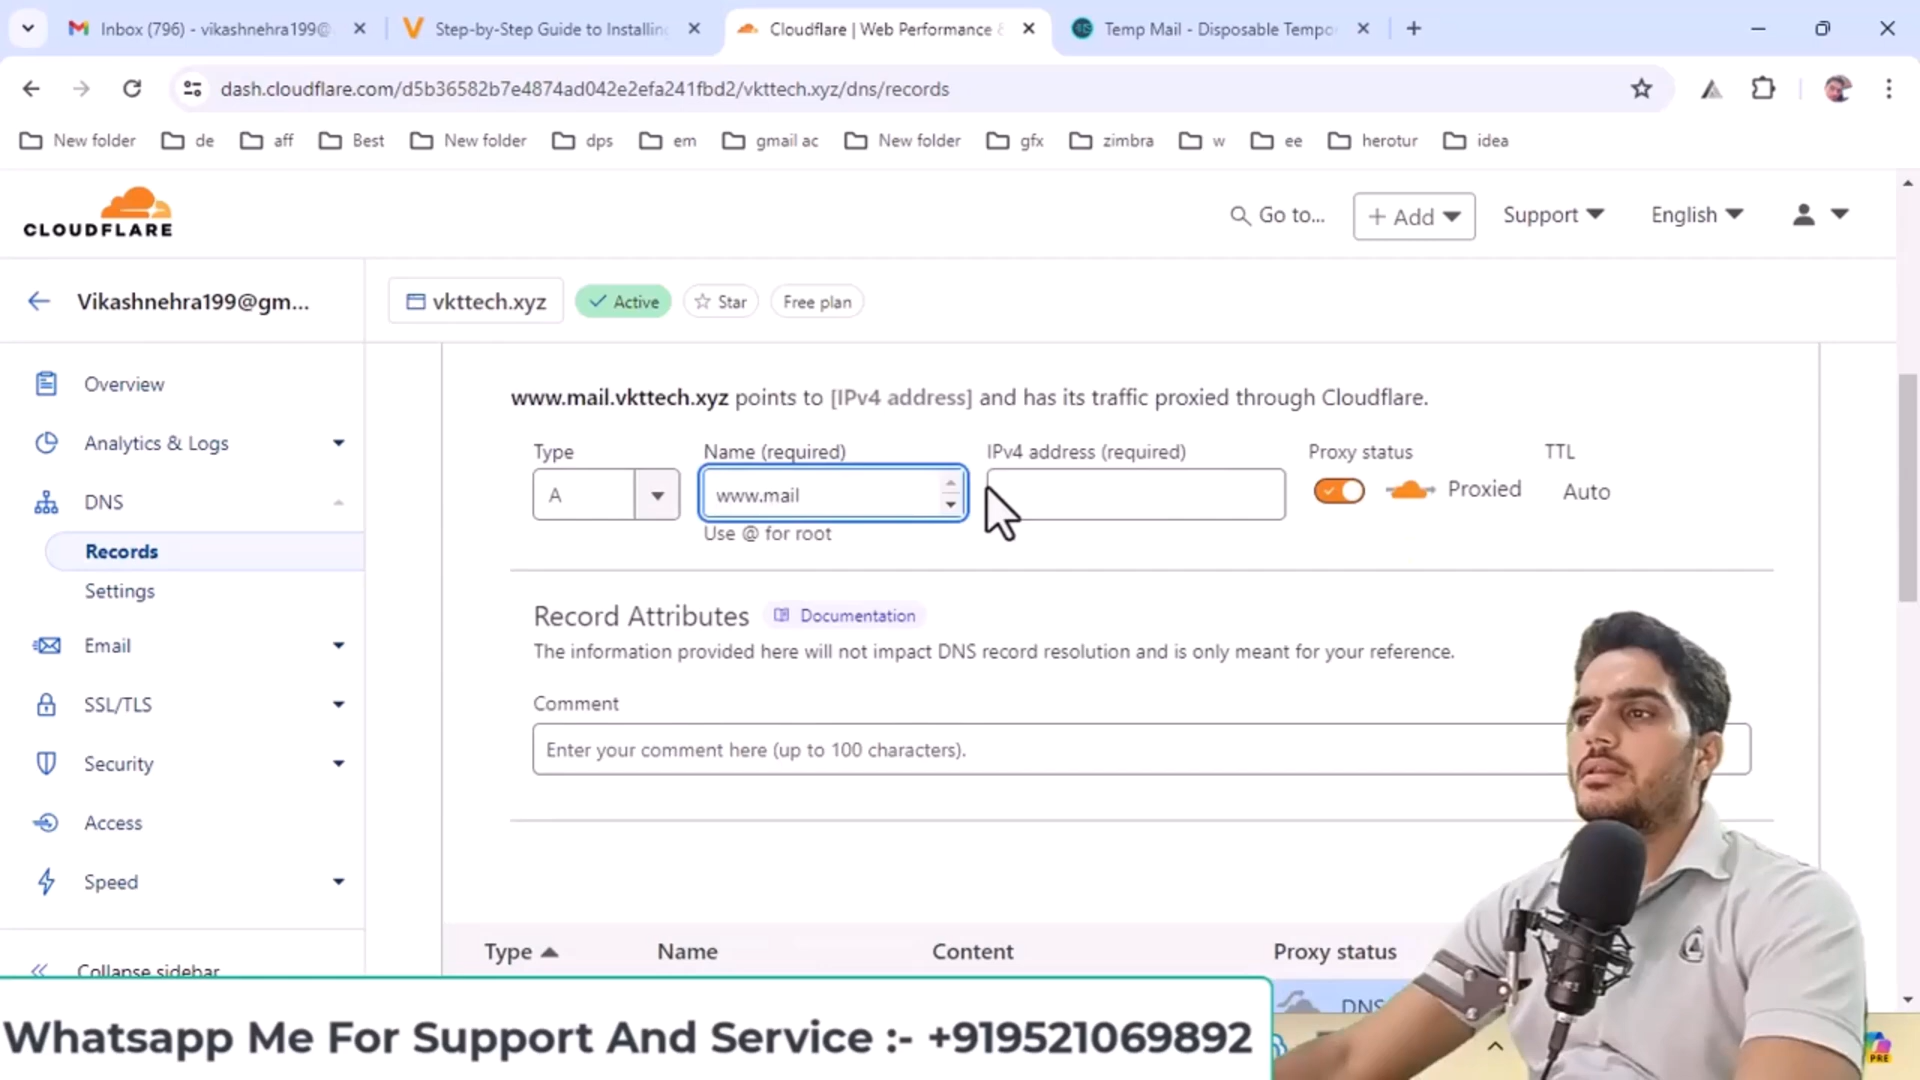 Inbox (796) - vikashnehra199@
Step-by-Step Guide to Installin
Cloudflare | Web Performance &
Temp Mail - Disposable Tempo
dash.cloudflare.com/d5b36582b7e4874ad042e2efa241fbd2/vkttech.xyz/dns/records
New folder de aff Best New folder dps em gmail ac New folder gfx zimbra w ee herotur idea
CLOUDFLARE
Go to... + Add Support English
Vikashnehra199@gm...
vkttech.xyz Active Star Free plan
Overview
Analytics & Logs
DNS
Records
Settings
Email
SSL/TLS
Security
Access
Speed
Collapse sidebar
www.mail.vkttech.xyz points to [IPv4 address] and has its traffic proxied through Cloudflare.
Type Name (required) IPv4 address (required) Proxy status TTL
A www.mail Proxied Auto
Use @ for root
Record Attributes Documentation
The information provided here will not impact DNS record resolution and is only meant for your reference.
Comment
Enter your comment here (up to 100 characters).
Type Name Content Proxy status
DNS
Whatsapp Me For Support And Service :- +919521069892
PRE